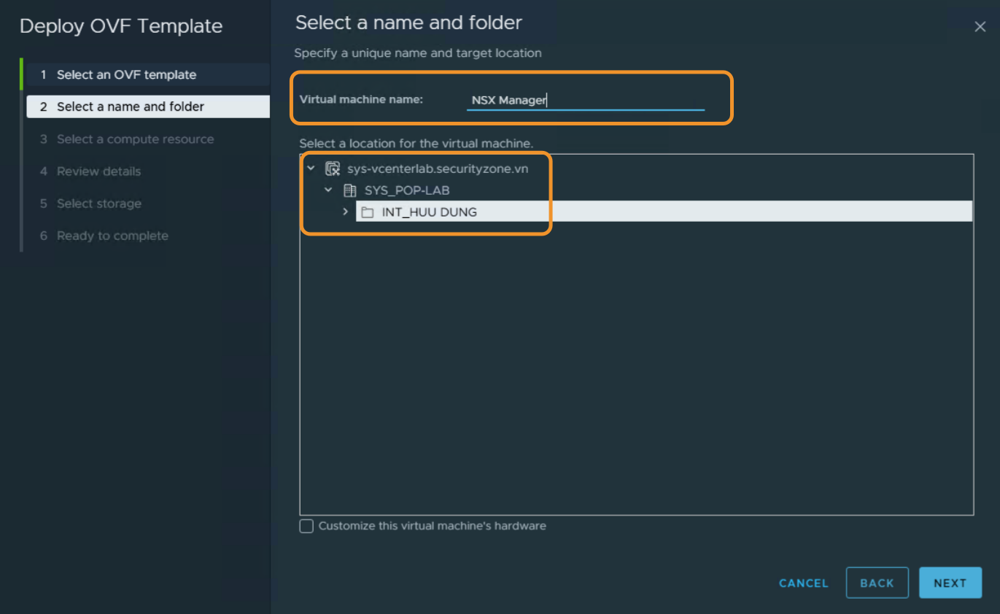 Deploy OVF Template
1 Select an OVF template
2 Select a name and folder
3 Select a compute resource
4 Review details
5 Select storage
6 Ready to complete
Select a name and folder
Specify a unique name and target location
Virtual machine name: NSX Manager
Select a location for the virtual machine.
sys-vcenterlab.securityzone.vn
SYS_POP-LAB
INT_HUU DUNG
Customize this virtual machine's hardware
CANCEL BACK NEXT